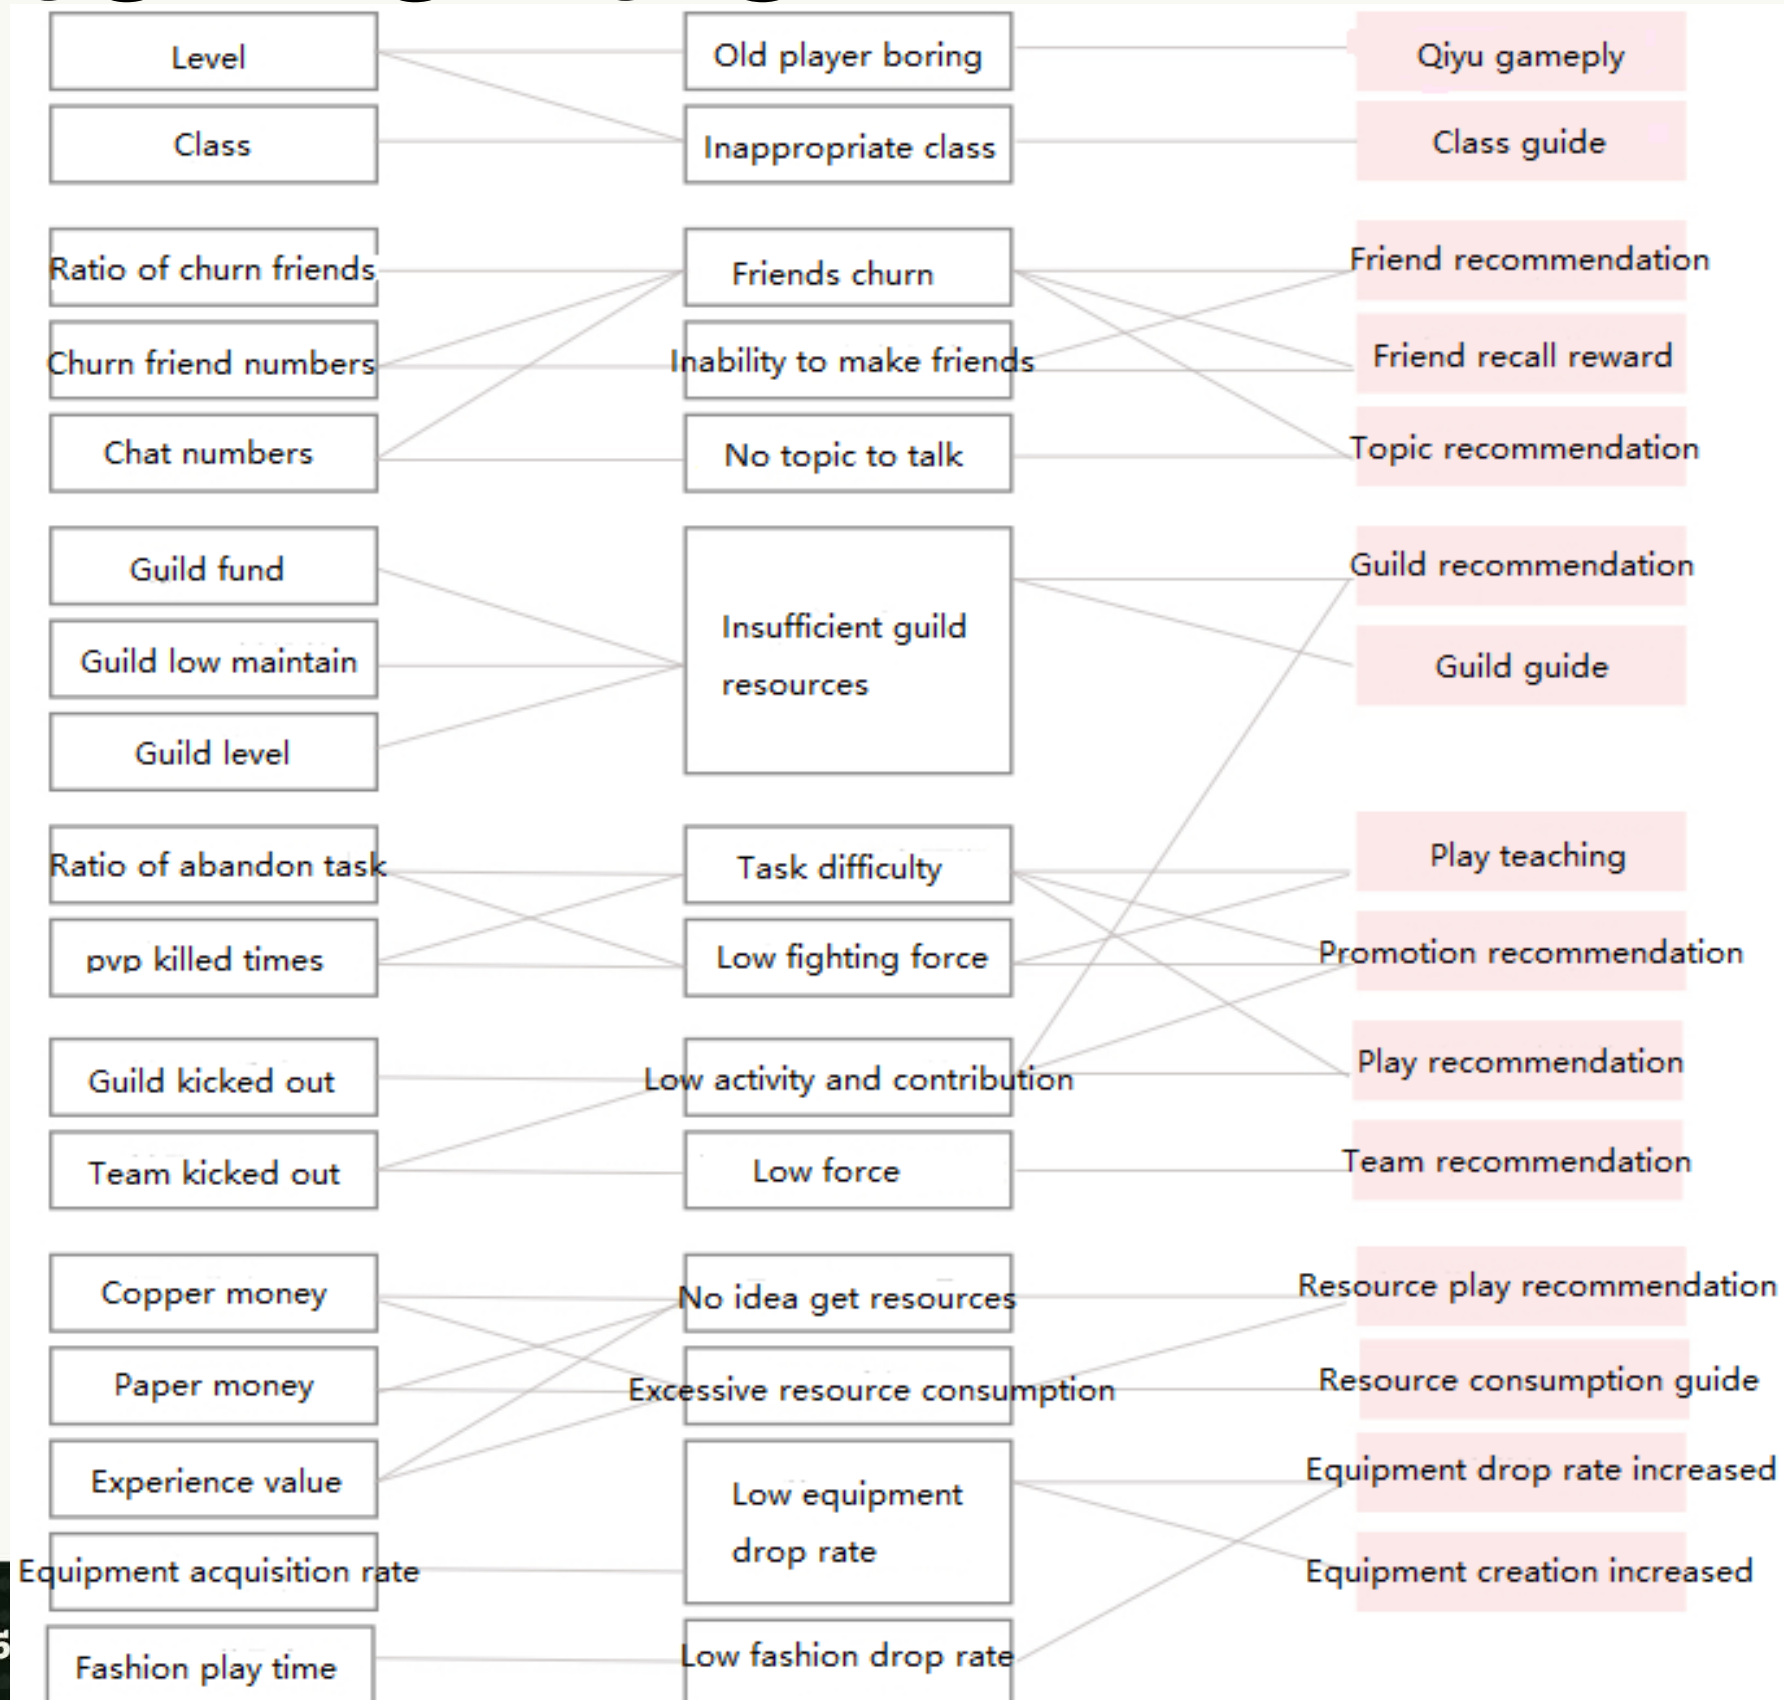 Level
Old player boring
Qiyu gameply
Class
Inappropriate class
Class guide
Ratio of churn friends
Friends churn
Friend recommendation
Churn friend numbers
Inability to make friends
Friend recall reward
Chat numbers
No topic to talk
Topic recommendation
Guild fund
Insufficient guild
resources
Guild recommendation
Guild low maintain
Guild guide
Guild level
Ratio of abandon task
Task difficulty
Play teaching
pvp killed times
Low fighting force
Promotion recommendation
Guild kicked out
Low activity and contribution
Play recommendation
Team kicked out
Low force
Team recommendation
Copper money
No idea get resources
Resource play recommendation
Paper money
Excessive resource consumption
Resource consumption guide
Experience value
Low equipment
drop rate
Equipment drop rate increased
Equipment acquisition rate
Equipment creation increased
Fashion play time
Low fashion drop rate